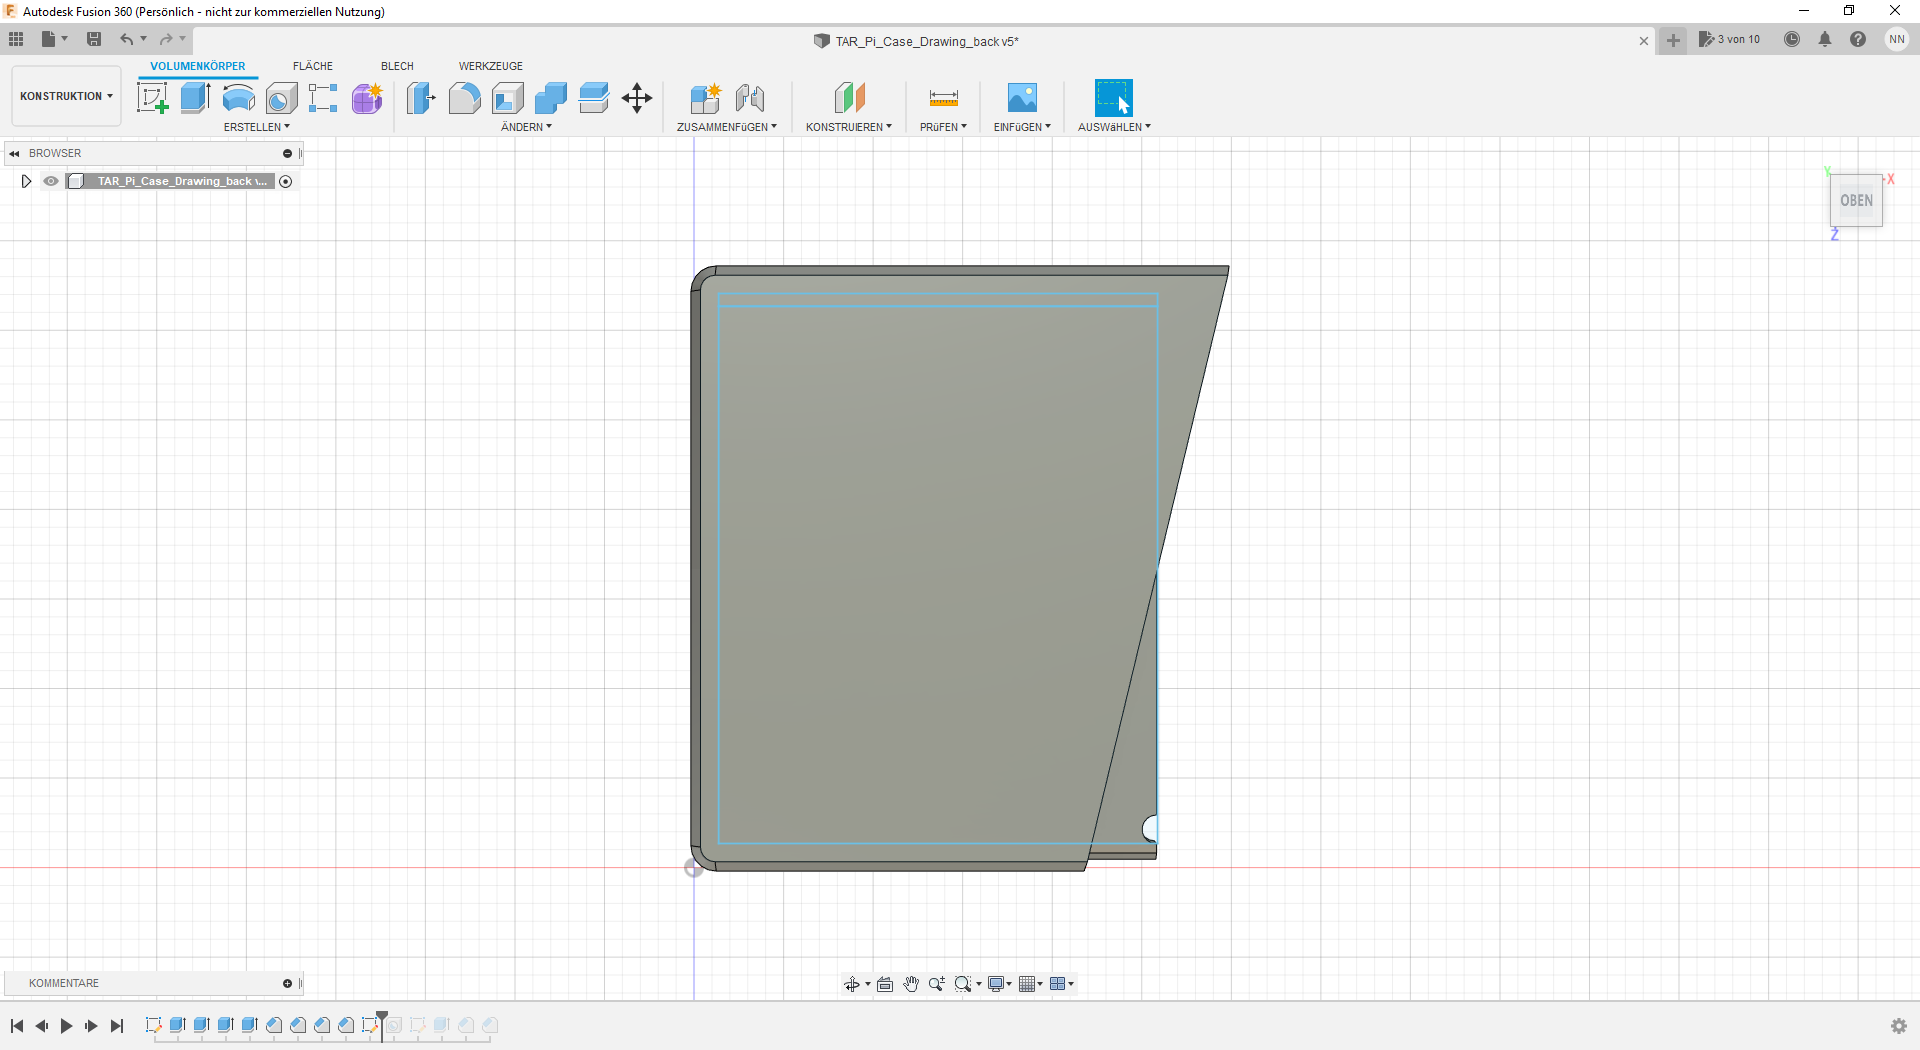 Autodesk Fusion 360 (Persönlich - nicht zur kommerziellen Nutzung)
TAR_Pi_Case_Drawing_back v5*
3 von 10
NN
VOLUMENKÖRPER
FLÄCHE
BLECH
WERKZEUGE
KONSTRUKTION
ERSTELLEN
ÄNDERN
ZUSAMMENFüGEN
KONSTRUIEREN
PRüFEN
EINFüGEN
AUSWäHLEN
BROWSER
TAR_Pi_Case_Drawing_back v...
Y
X
OBEN
Z
KOMMENTARE